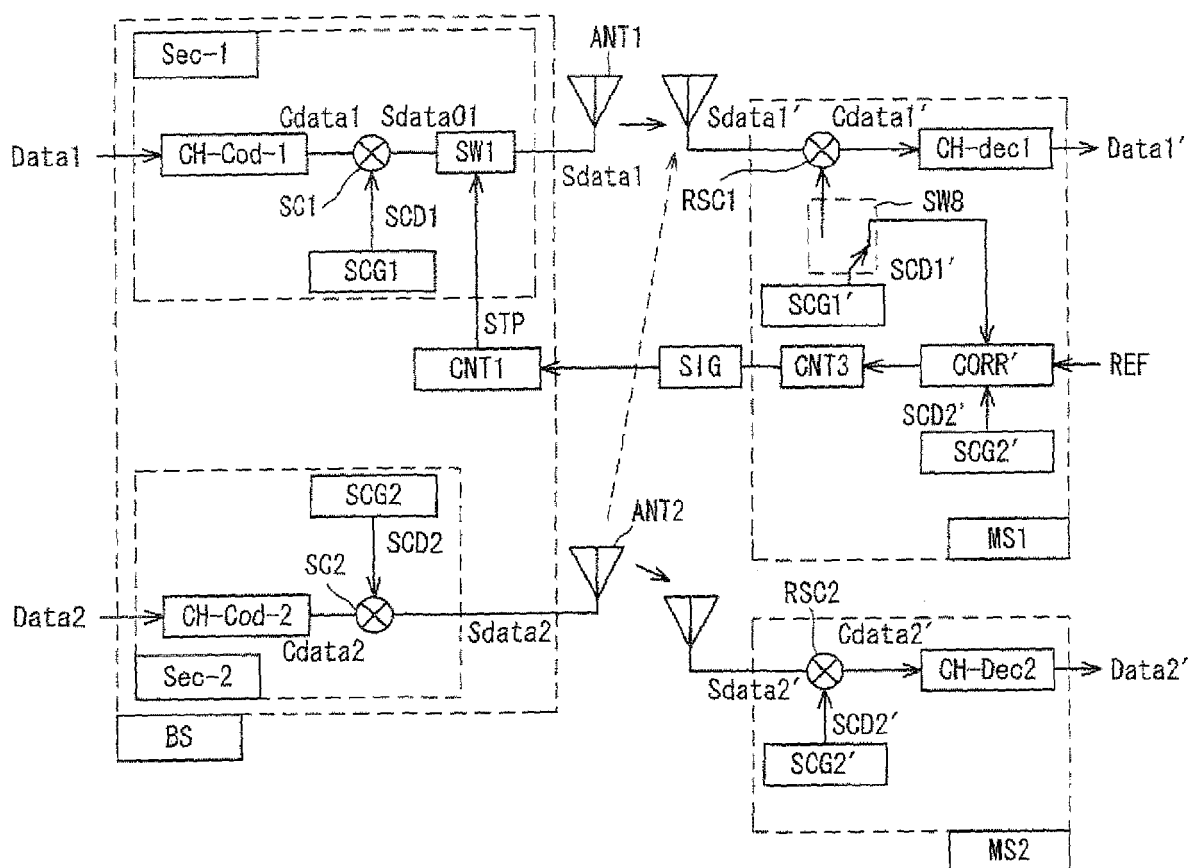 Sec-1
ANT1
Data1
CH-Cod-1
Cdata1
SC1
SCD1
SCG1
Sdata01
SW1
Sdata1
STP
CNT1
Sdata1'
RSC1
Cdata1'
CH-dec1
Data1'
SW8
SCD1'
SCG1'
SIG
CNT3
CORR'
REF
SCD2'
SCG2'
MS1
SCG2
SCD2
SC2
Data2
CH-Cod-2
Cdata2
Sdata2
Sec-2
BS
ANT2
RSC2
Sdata2'
Cdata2'
CH-Dec2
Data2'
SCD2'
SCG2'
MS2